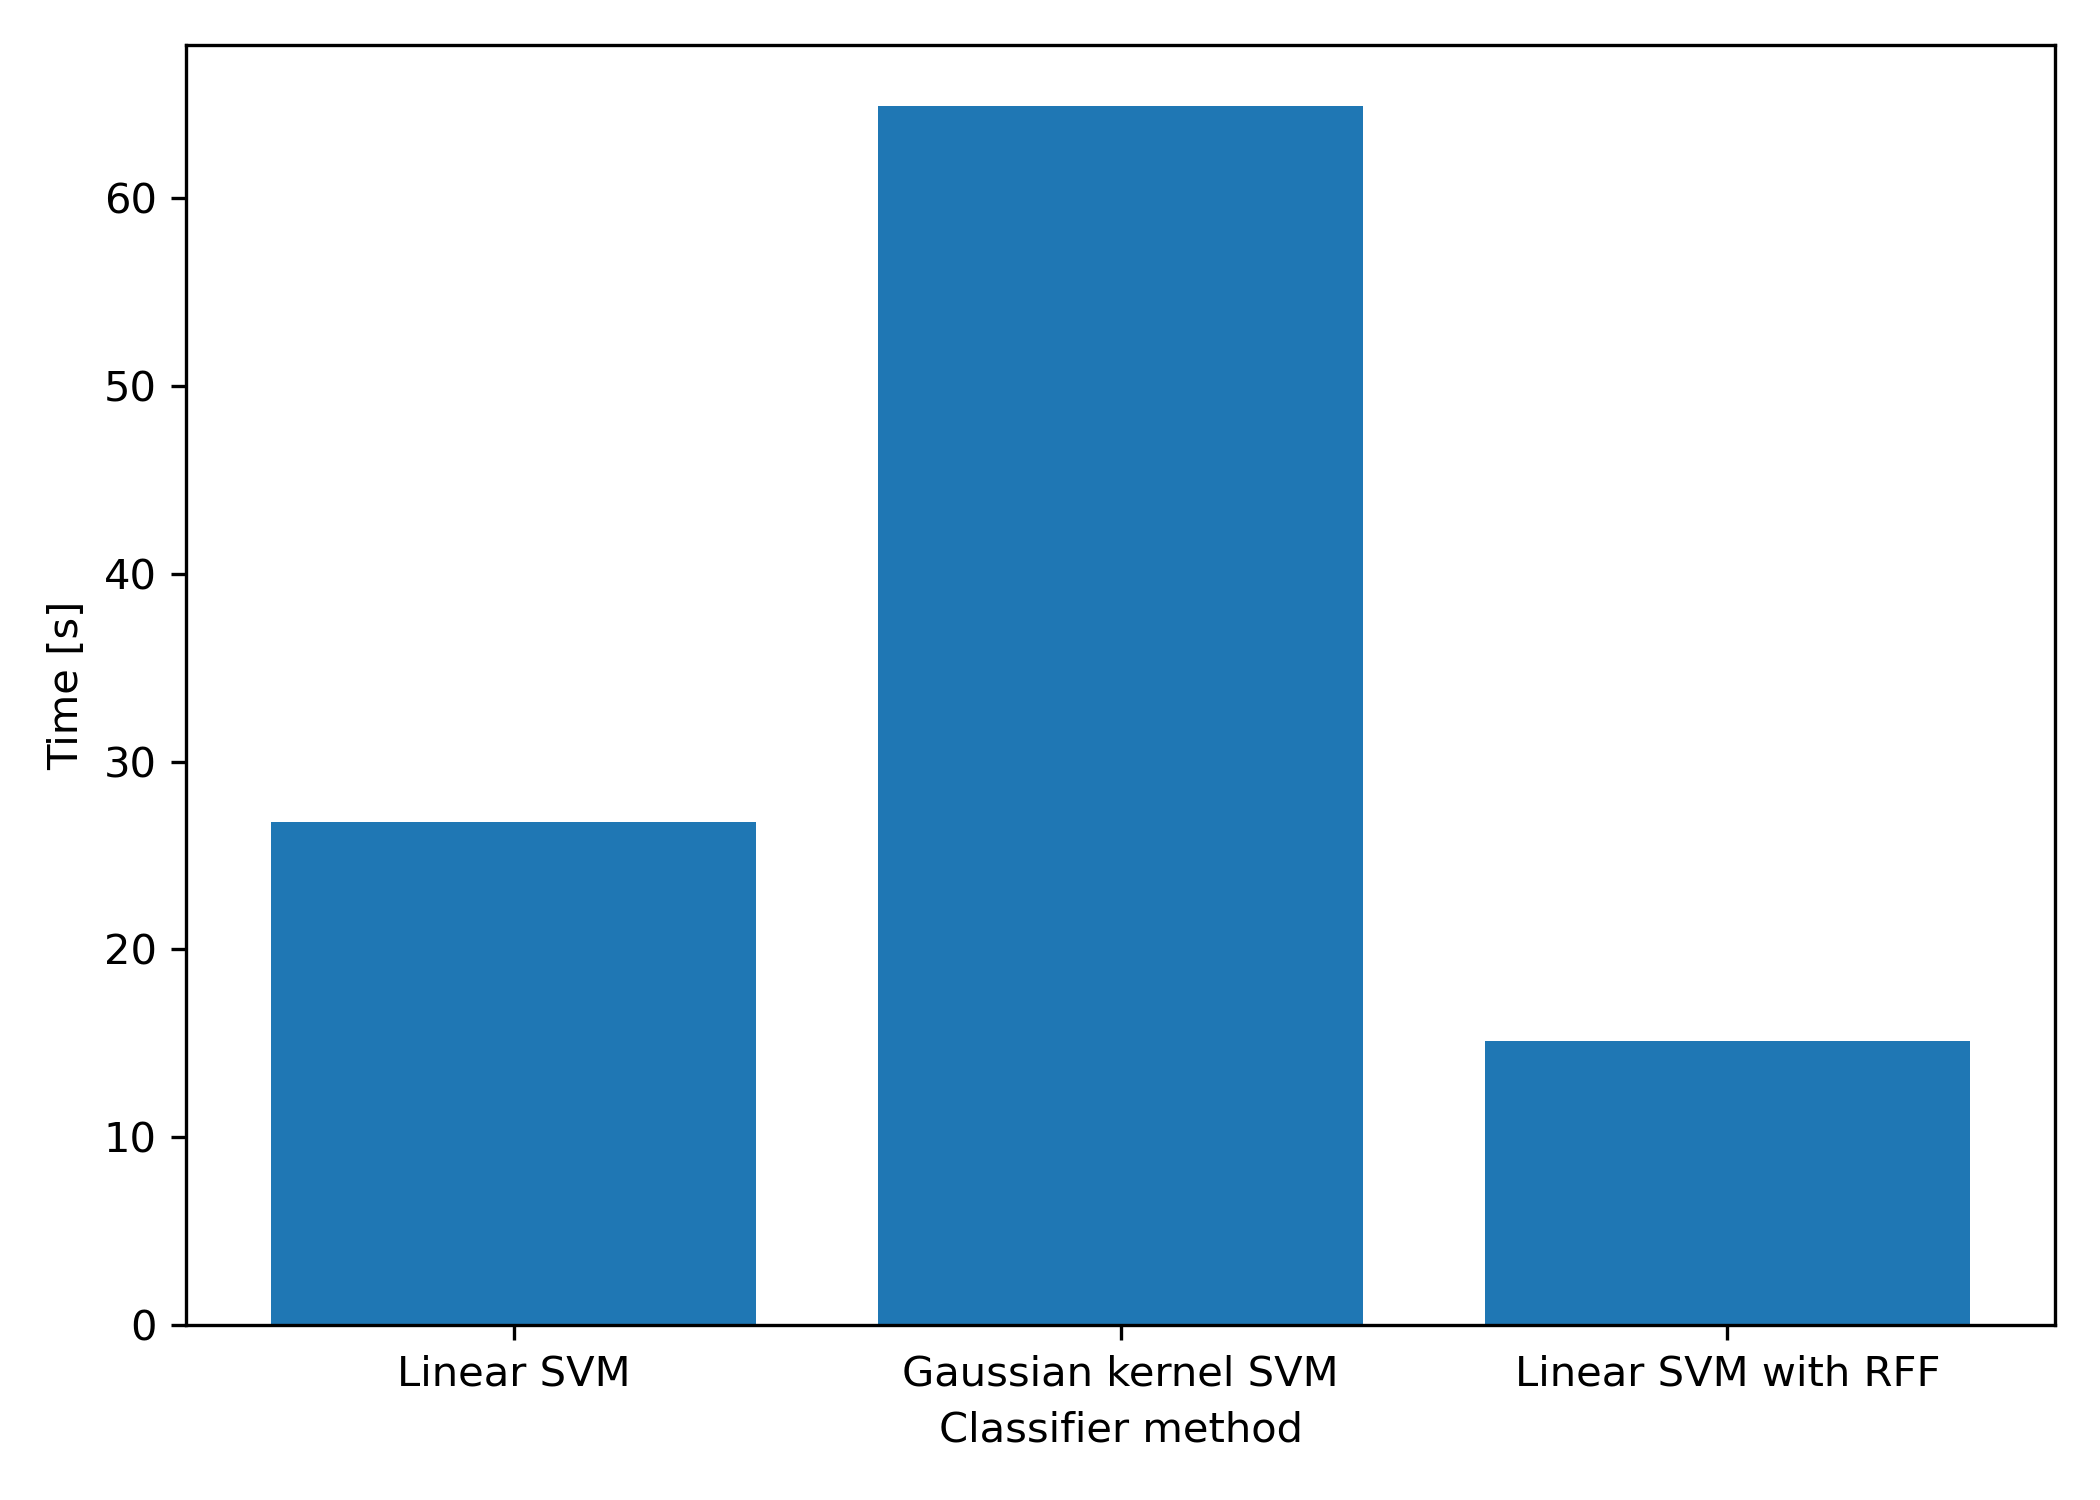 60
50
40
30
20
10
0
Time [s]
Linear SVM
Gaussian kernel SVM
Linear SVM with RFF
Classifier method